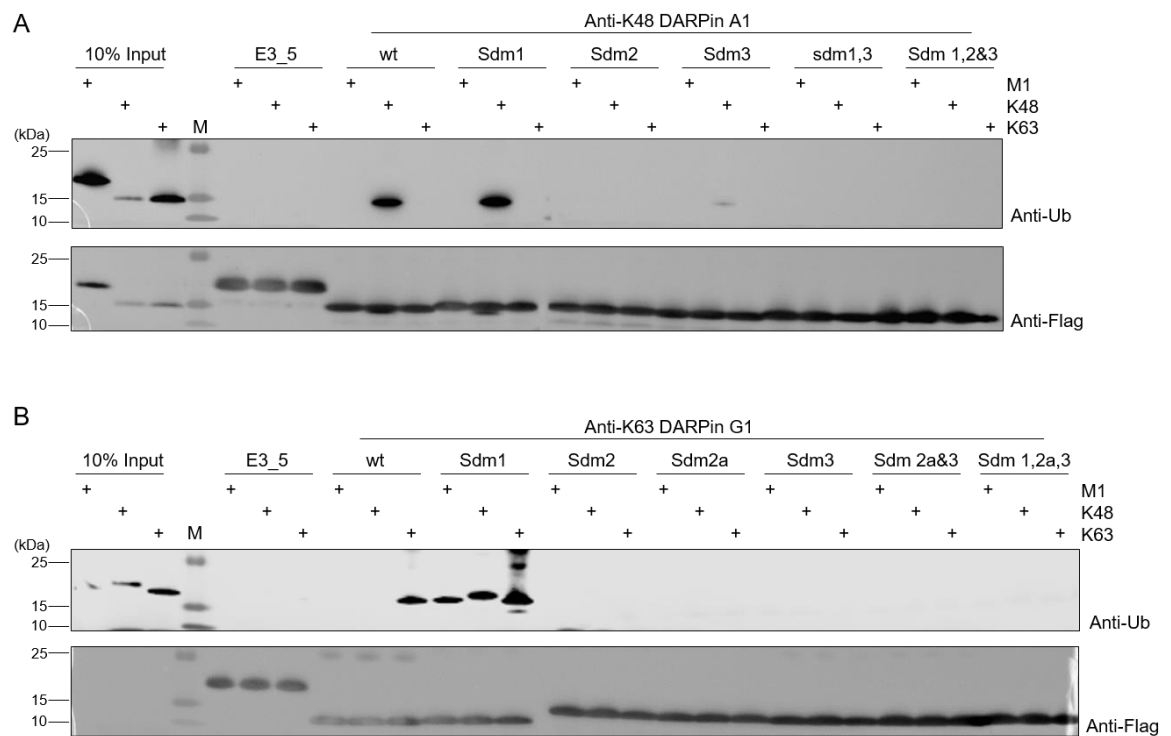 A
Anti-K48 DARPin A1
10% Input E3_5 wt Sdm1 Sdm2 Sdm3 sdm1,3 Sdm 1,2&3
+ + + + + + + + M1
+ + + + + + + + K48
(kDa) + M + + + + + + + K63
25
15
10
Anti-Ub
25
15
10
Anti-Flag
B
Anti-K63 DARPin G1
10% Input E3_5 wt Sdm1 Sdm2 Sdm2a Sdm3 Sdm 2a&3 Sdm 1,2a,3
+ + + + + + + + + M1
+ + + + + + + + + K48
(kDa) + M + + + + + + + + K63
25
15
10
Anti-Ub
25
15
10
Anti-Flag